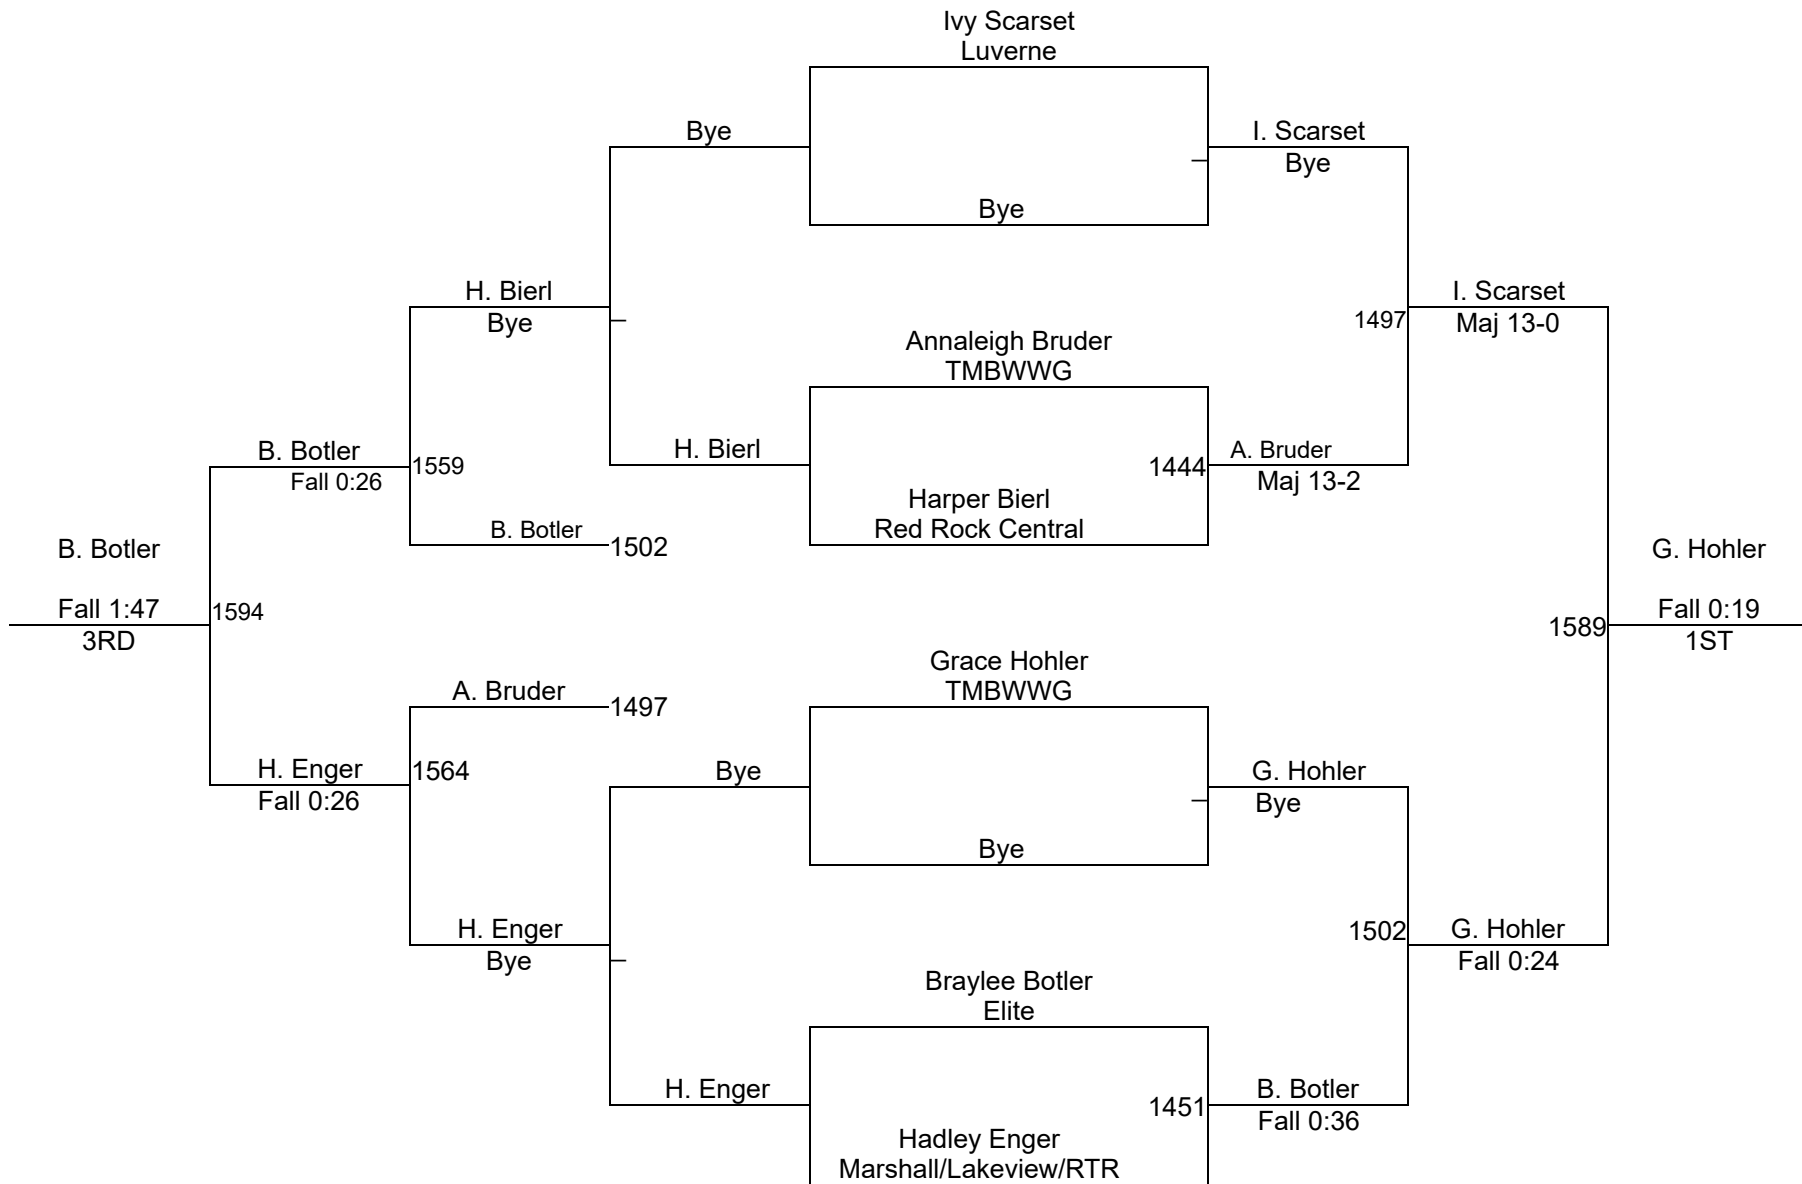 Ivy Scarset
Luverne
Bye
I. Scarset
Bye
Bye
H. Bierl
Bye
I. Scarset
Maj 13-0
1497
Annaleigh Bruder
TMBWWG
H. Bierl
1444
A. Bruder
Maj 13-2
B. Botler
Fall 0:26
1559
Harper Bierl
Red Rock Central
B. Botler
1502
B. Botler
Fall 1:47
3RD
1594
G. Hohler
Fall 0:19
1ST
1589
Grace Hohler
TMBWWG
A. Bruder
1497
H. Enger
Fall 0:26
1564
Bye
G. Hohler
Bye
Bye
H. Enger
Bye
1502
G. Hohler
Fall 0:24
Braylee Botler
Elite
H. Enger
1451
B. Botler
Fall 0:36
Hadley Enger
Marshall/Lakeview/RTR